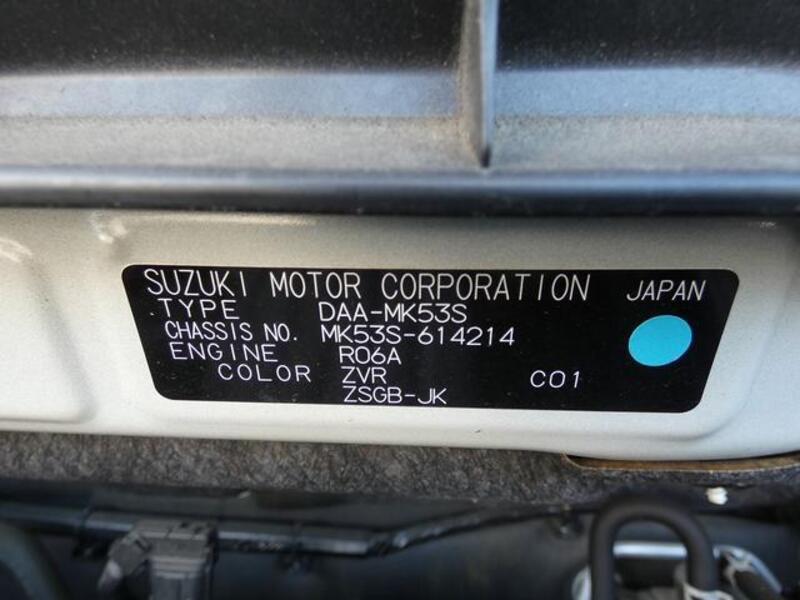 SUZUKI MOTOR CORPORATION JAPAN
TYPE DAA-MK53S
CHASSIS NO. MK53S-614214
ENGINE R06A
COLOR ZVR C01
ZSGB-JK